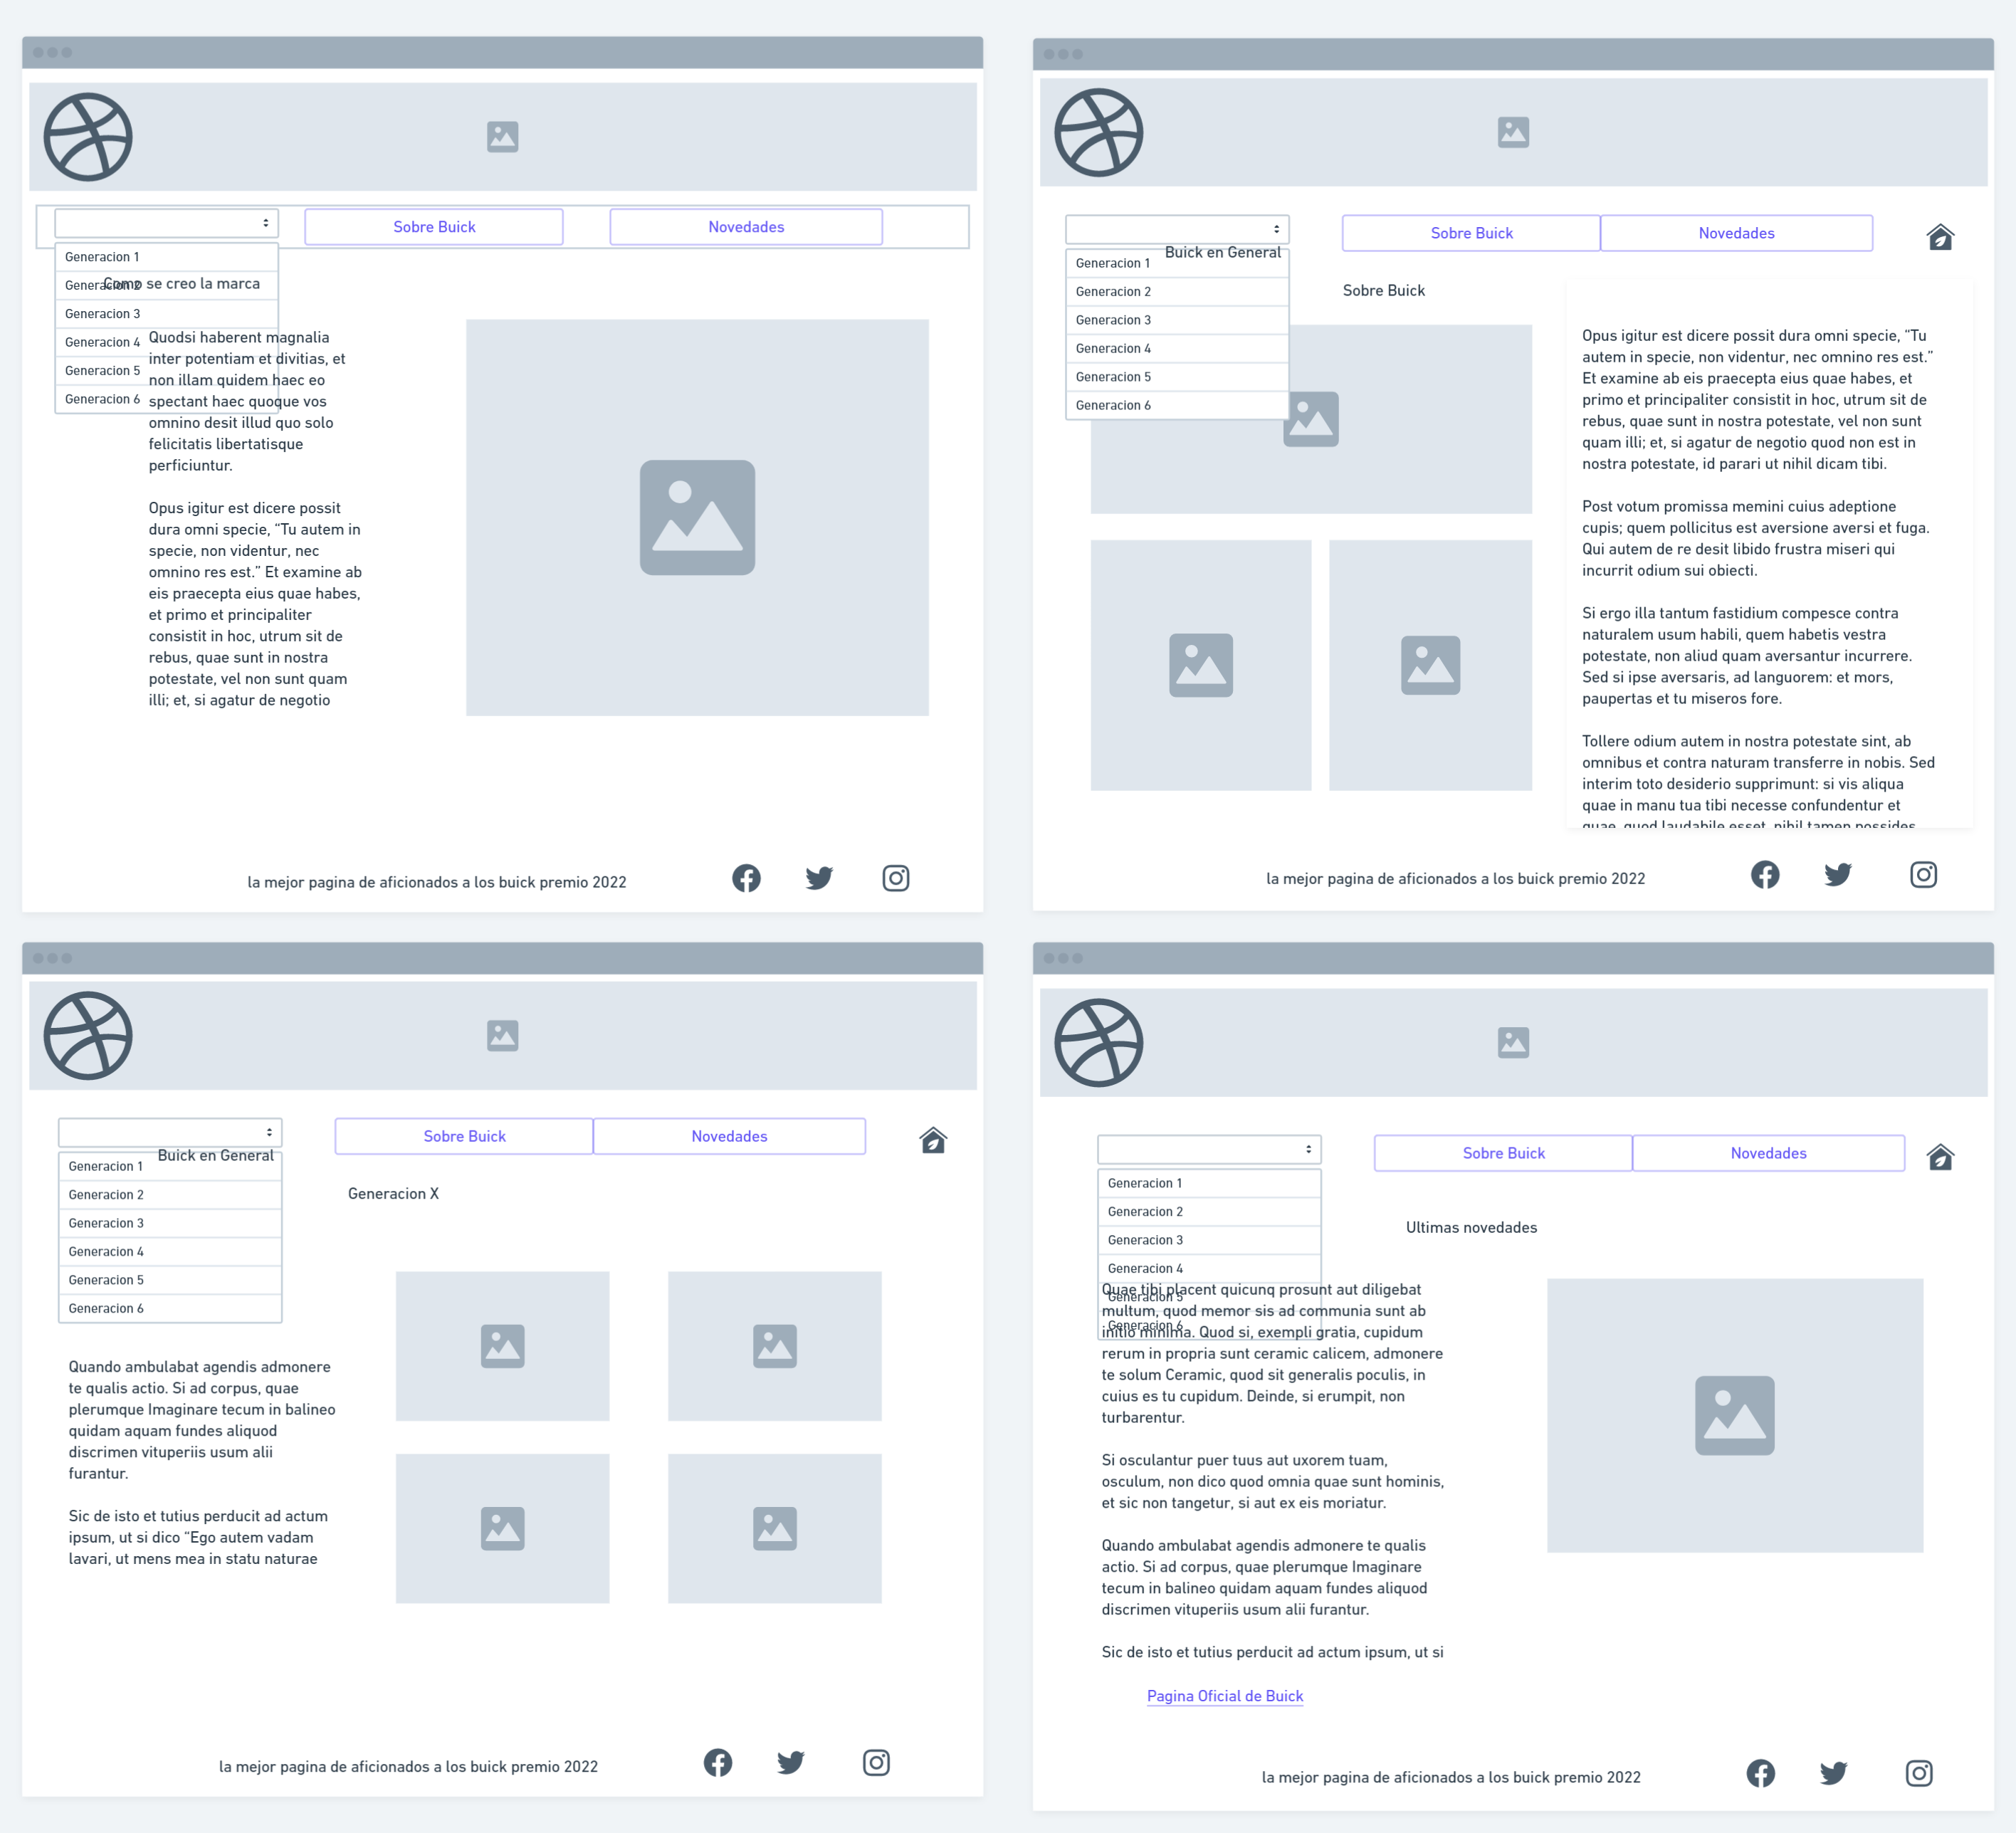 Sobre Buick
Novedades
Generacion 1
Generacion 2
Como se creo la marca
Generacion 3
Generacion 4
Generacion 5
Generacion 6
Quodsi haberent magnalia
inter potentiam et divitias, et
non illam quidem haec eo
spectant haec quoque vos
omnino desit illud quo solo
felicitatis libertatisque
perficiuntur.
Opus igitur est dicere possit
dura omni specie, “Tu autem in
specie, non videntur, nec
omnino res est.” Et examine ab
eis praecepta eius quae habes,
et primo et principaliter
consistit in hoc, utrum sit de
rebus, quae sunt in nostra
potestate, vel non sunt quam
illi; et, si agatur de negotio
la mejor pagina de aficionados a los buick premio 2022
Sobre Buick
Novedades
Buick en General
Generacion 1
Generacion 2
Generacion 3
Generacion 4
Generacion 5
Generacion 6
Sobre Buick
Opus igitur est dicere possit dura omni specie, “Tu
autem in specie, non videntur, nec omnino res est.”
Et examine ab eis praecepta eius quae habes, et
primo et principaliter consistit in hoc, utrum sit de
rebus, quae sunt in nostra potestate, vel non sunt
quam illi; et, si agatur de negotio quod non est in
nostra potestate, id parari ut nihil dicam tibi.
Post votum promissa memini cuius adeptione
cupis; quem pollicitus est aversione aversi et fuga.
Qui autem de re desit libido frustra miseri qui
incurrit odium sui obiecti.
Si ergo illa tantum fastidium compesce contra
naturalem usum habili, quem habetis vestra
potestate, non aliud quam aversantur incurrere.
Sed si ipse aversaris, ad languorem: et mors,
paupertas et tu miseros fore.
Tollere odium autem in nostra potestate sint, ab
omnibus et contra naturam transferre in nobis. Sed
interim toto desiderio supprimunt: si vis aliqua
quae in manu tua tibi necesse confundentur et
quae, quod laudabile esset, nihil tamen possides
la mejor pagina de aficionados a los buick premio 2022
Sobre Buick
Novedades
Buick en General
Generacion 1
Generacion 2
Generacion 3
Generacion 4
Generacion 5
Generacion 6
Generacion X
Quando ambulabat agendis admonere
te qualis actio. Si ad corpus, quae
plerumque Imaginare tecum in balineo
quidam aquam fundes aliquod
discrimen vituperiis usum alii
furantur.
Sic de isto et tutius perducit ad actum
ipsum, ut si dico “Ego autem vadam
lavari, ut mens mea in statu naturae
la mejor pagina de aficionados a los buick premio 2022
Sobre Buick
Novedades
Generacion 1
Generacion 2
Generacion 3
Generacion 4
Generacion 5
Generacion 6
Ultimas novedades
Quae tibi placent quicunq prosunt aut diligebat
multum, quod memor sis ad communia sunt ab
initio minima. Quod si, exempli gratia, cupidum
rerum in propria sunt ceramic calicem, admonere
te solum Ceramic, quod sit generalis poculis, in
cuius es tu cupidum. Deinde, si erumpit, non
turbarentur.
Si osculantur puer tuus aut uxorem tuam,
osculum, non dico quod omnia quae sunt hominis,
et sic non tangetur, si aut ex eis moriatur.
Quando ambulabat agendis admonere te qualis
actio. Si ad corpus, quae plerumque Imaginare
tecum in balineo quidam aquam fundes aliquod
discrimen vituperiis usum alii furantur.
Sic de isto et tutius perducit ad actum ipsum, ut si
Pagina Oficial de Buick
la mejor pagina de aficionados a los buick premio 2022